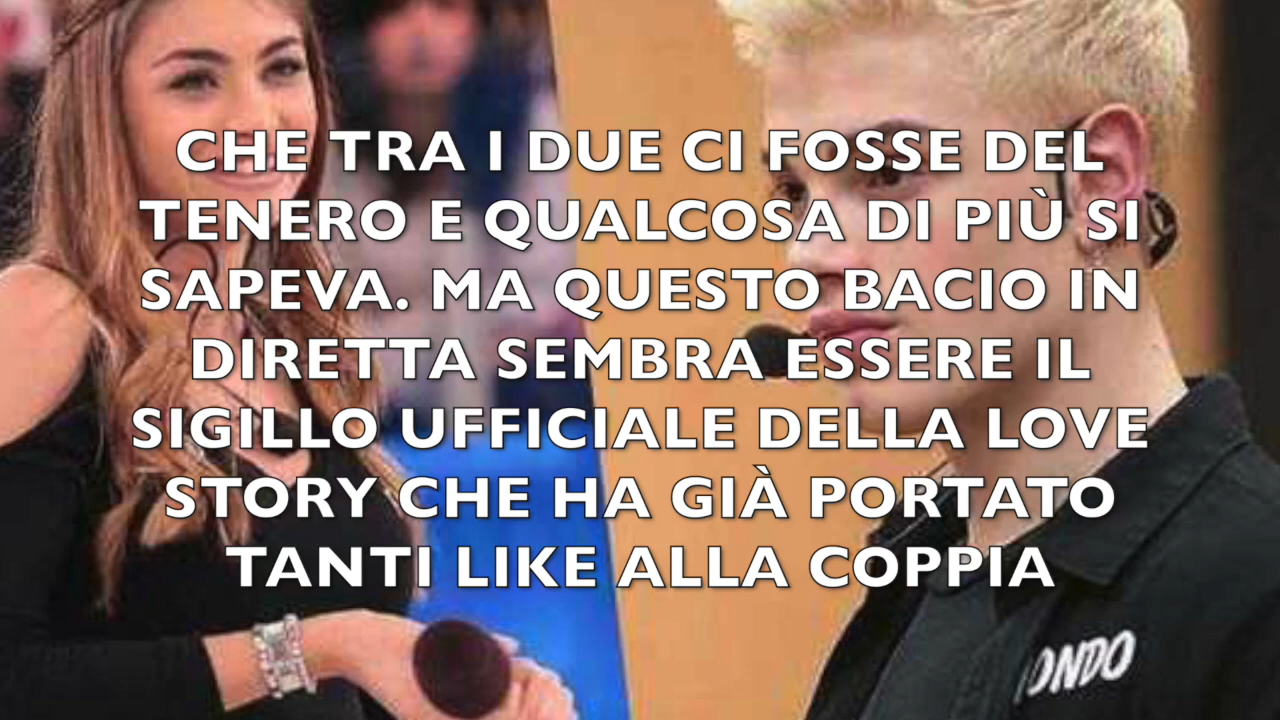 CHE TRA I DUE CI FOSSE DEL
TENERO E QUALCOSA DI PIÙ SI
SAPEVA. MA QUESTO BACIO IN
DIRETTA SEMBRA ESSERE IL
SIGILLO UFFICIALE DELLA LOVE
STORY CHE HA GIÀ PORTATO
TANTI LIKE ALLA COPPIA
ONDO